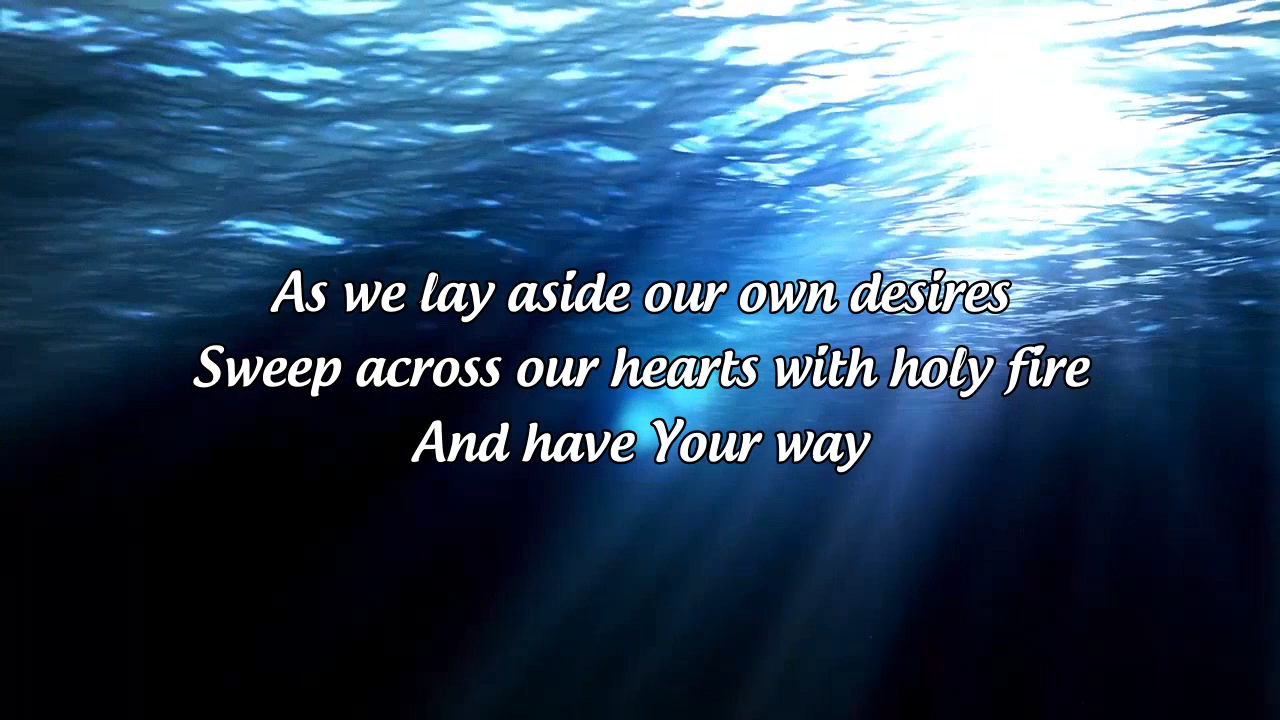 As we lay aside our own desires
Sweep across our hearts with holy fire
And have Your way